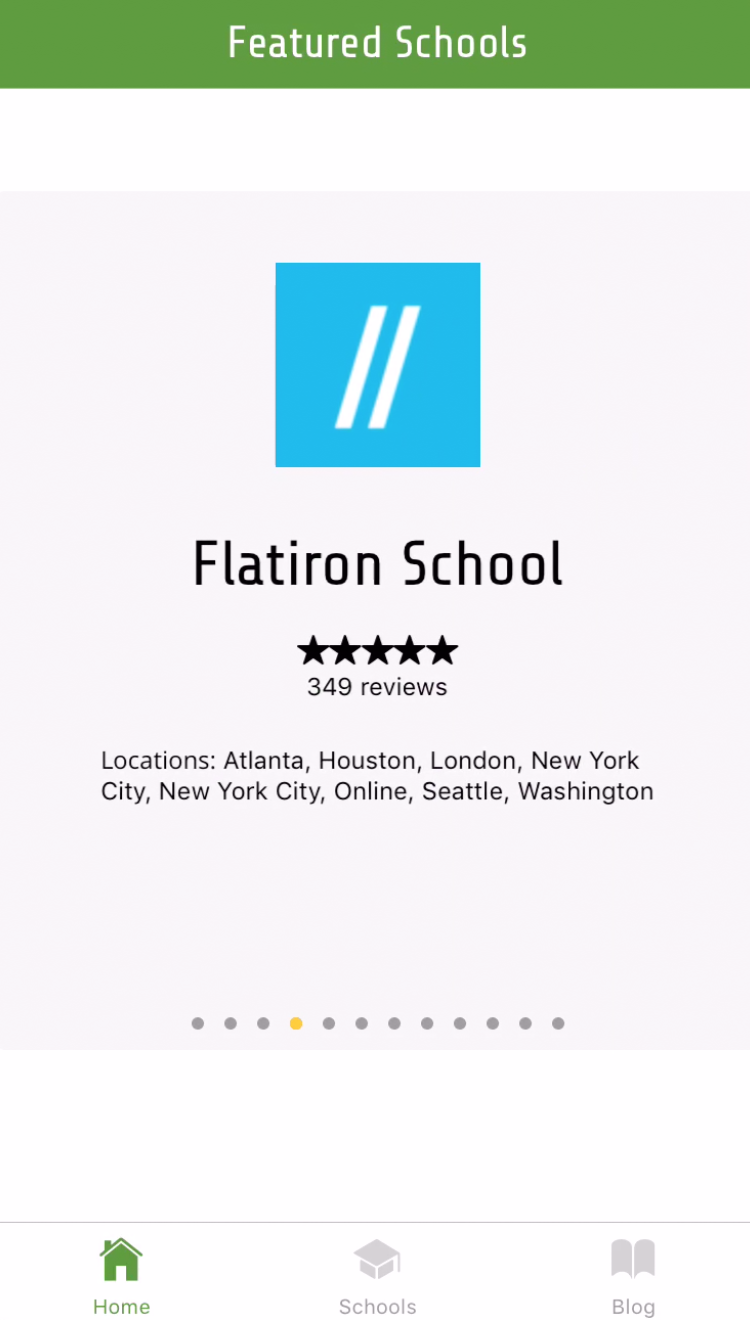 Featured Schools
Flatiron School
349 reviews
Locations: Atlanta, Houston, London, New York
City, New York City, Online, Seattle, Washington
Home
Schools
Blog